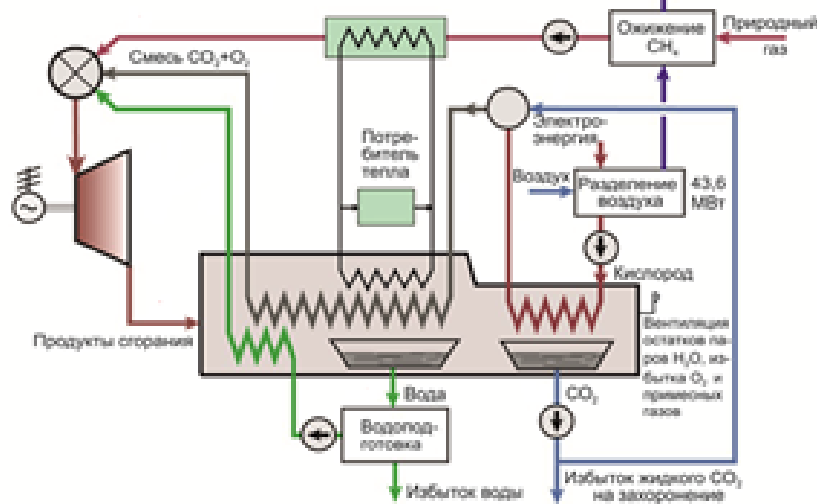 Ожижение
CH₄
Природный
газ
Смесь CO₂+O₂
Электро-
энергия
Потре-
битель
тепла
Воздух
Разделение
воздуха
43,6
МВт
Кислород
Продукты сгорания
Вентиляция
остатков па-
ров H₂O, из-
бытка O₂ и
примесных
газов
CO₂
Вода
Водопод-
готовка
Избыток воды
Избыток жидкого CO₂
на захоронение